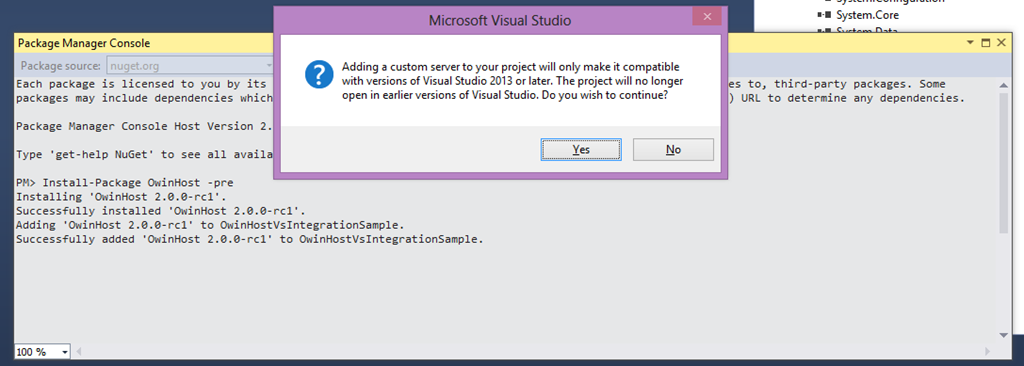 System.Configuration
System.Core
System.Data
Microsoft Visual Studio
Adding a custom server to your project will only make it compatible
with versions of Visual Studio 2013 or later. The project will no longer
open in earlier versions of Visual Studio. Do you wish to continue?
Yes
No
Package Manager Console
Package source:
nuget.org
Each package is licensed to you by its
es to, third-party packages. Some
packages may include dependencies which
) URL to determine any dependencies.
Package Manager Console Host Version 2.
Type 'get-help NuGet' to see all availa
PM> Install-Package OwinHost -pre
Installing 'OwinHost 2.0.0-rc1'.
Successfully installed 'OwinHost 2.0.0-rc1'.
Adding 'OwinHost 2.0.0-rc1' to OwinHostVsIntegrationSample.
Successfully added 'OwinHost 2.0.0-rc1' to OwinHostVsIntegrationSample.
100 %